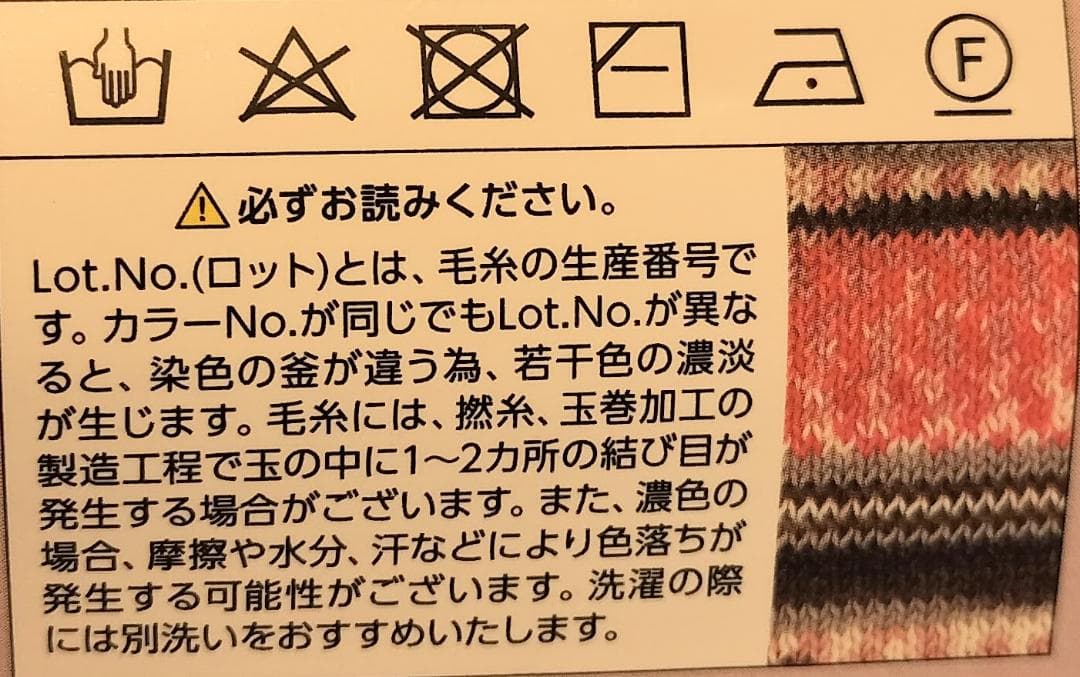 F
必ずお読みください。
Lot.No.(ロット)とは、毛糸の生産番号で
す。カラーNo.が同じでもLot.No.が異な
ると、染色の釜が違う為、若干色の濃淡
が生じます。毛糸には、撚糸、玉巻加工の
製造工程で玉の中に1～2カ所の結び目が
発生する場合がございます。また、濃色の
場合、摩擦や水分、汗などにより色落ちが
発生する可能性がございます。洗濯の際
には別洗いをおすすめいたします。